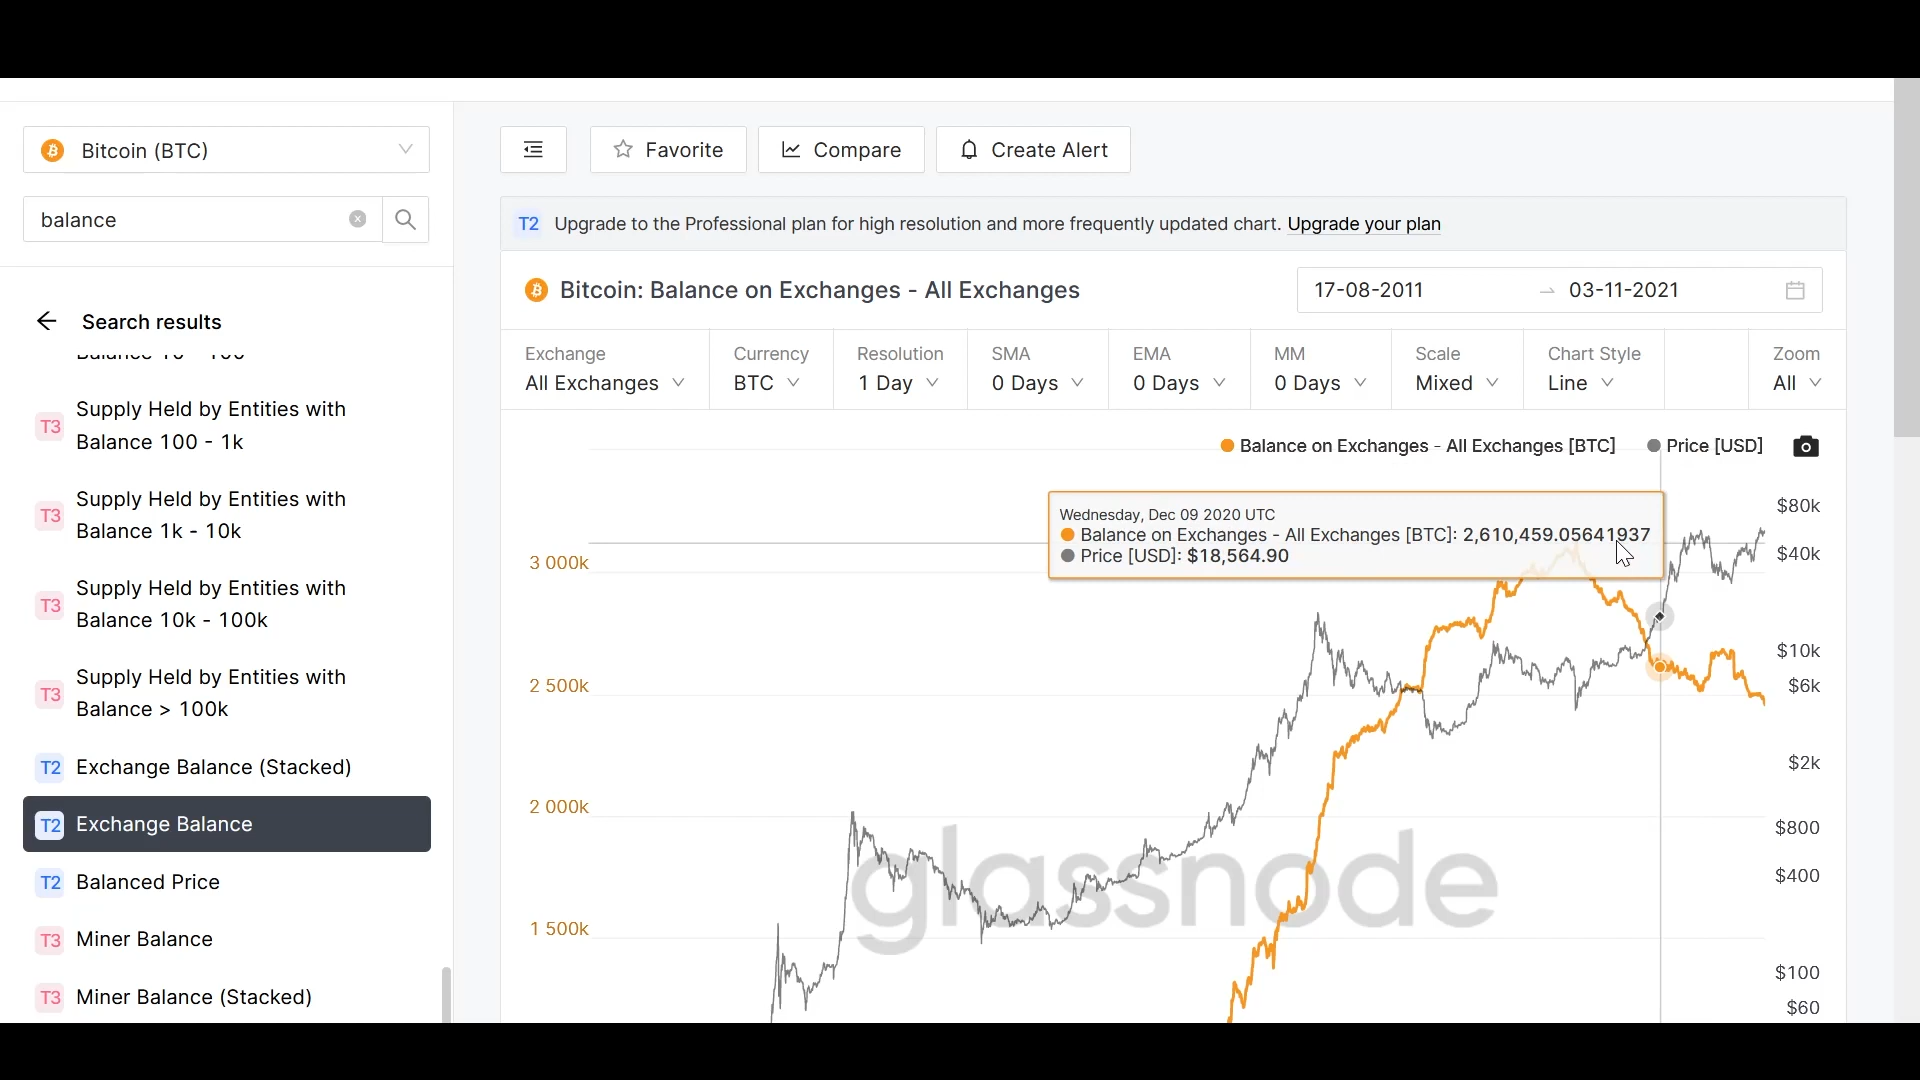 Bitcoin (BTC)
balance
Search results
Balance 10 - 100
Supply Held by Entities with
Balance 100 - 1k
Supply Held by Entities with
Balance 1k - 10k
Supply Held by Entities with
Balance 10k - 100k
Supply Held by Entities with
Balance > 100k
T3
T3
T3
T3
T2 Exchange Balance (Stacked)
T2 Exchange Balance
T2 Balanced Price
T3 Miner Balance
T3 Miner Balance (Stacked)
Favorite
Compare
Create Alert
T2 Upgrade to the Professional plan for high resolution and more frequently updated chart. Upgrade your plan
Bitcoin: Balance on Exchanges - All Exchanges
17-08-2011 → 03-11-2021
Exchange Currency Resolution SMA EMA MM Scale Chart Style Zoom
All Exchanges BTC 1 Day 0 Days 0 Days 0 Days Mixed Line All
Balance on Exchanges - All Exchanges [BTC] Price [USD]
Wednesday, Dec 09 2020 UTC
Balance on Exchanges - All Exchanges [BTC]: 2,610,459.05641937
Price [USD]: $18,564.90
3 000k
2 500k
2 000k
1 500k
$80k
$40k
$10k
$6k
$2k
$800
$400
$100
$60
glassnode